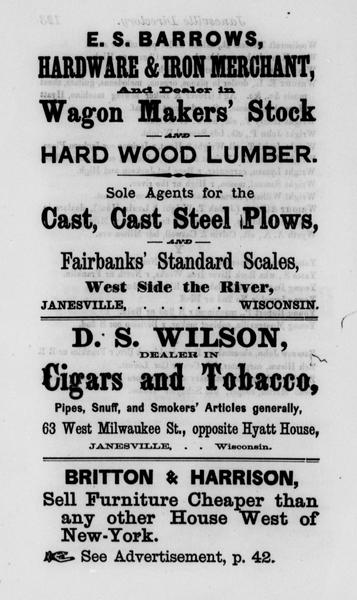 E. S. BARROWS,
HARDWARE & IRON MERCHANT,
And Dealer in
Wagon Makers' Stock
—AND—
HARD WOOD LUMBER.
Sole Agents for the
Cast, Cast Steel Plows,
—AND—
Fairbanks' Standard Scales,
West Side the River,
JANESVILLE, . . . . . WISCONSIN.
D. S. WILSON,
DEALER IN
Cigars and Tobacco,
Pipes, Snuff, and Smokers' Articles generally,
63 West Milwaukee St., opposite Hyatt House,
JANESVILLE, . . Wisconsin.
BRITTON & HARRISON,
Sell Furniture Cheaper than
any other House West of
New-York.
☞ See Advertisement, p. 42.